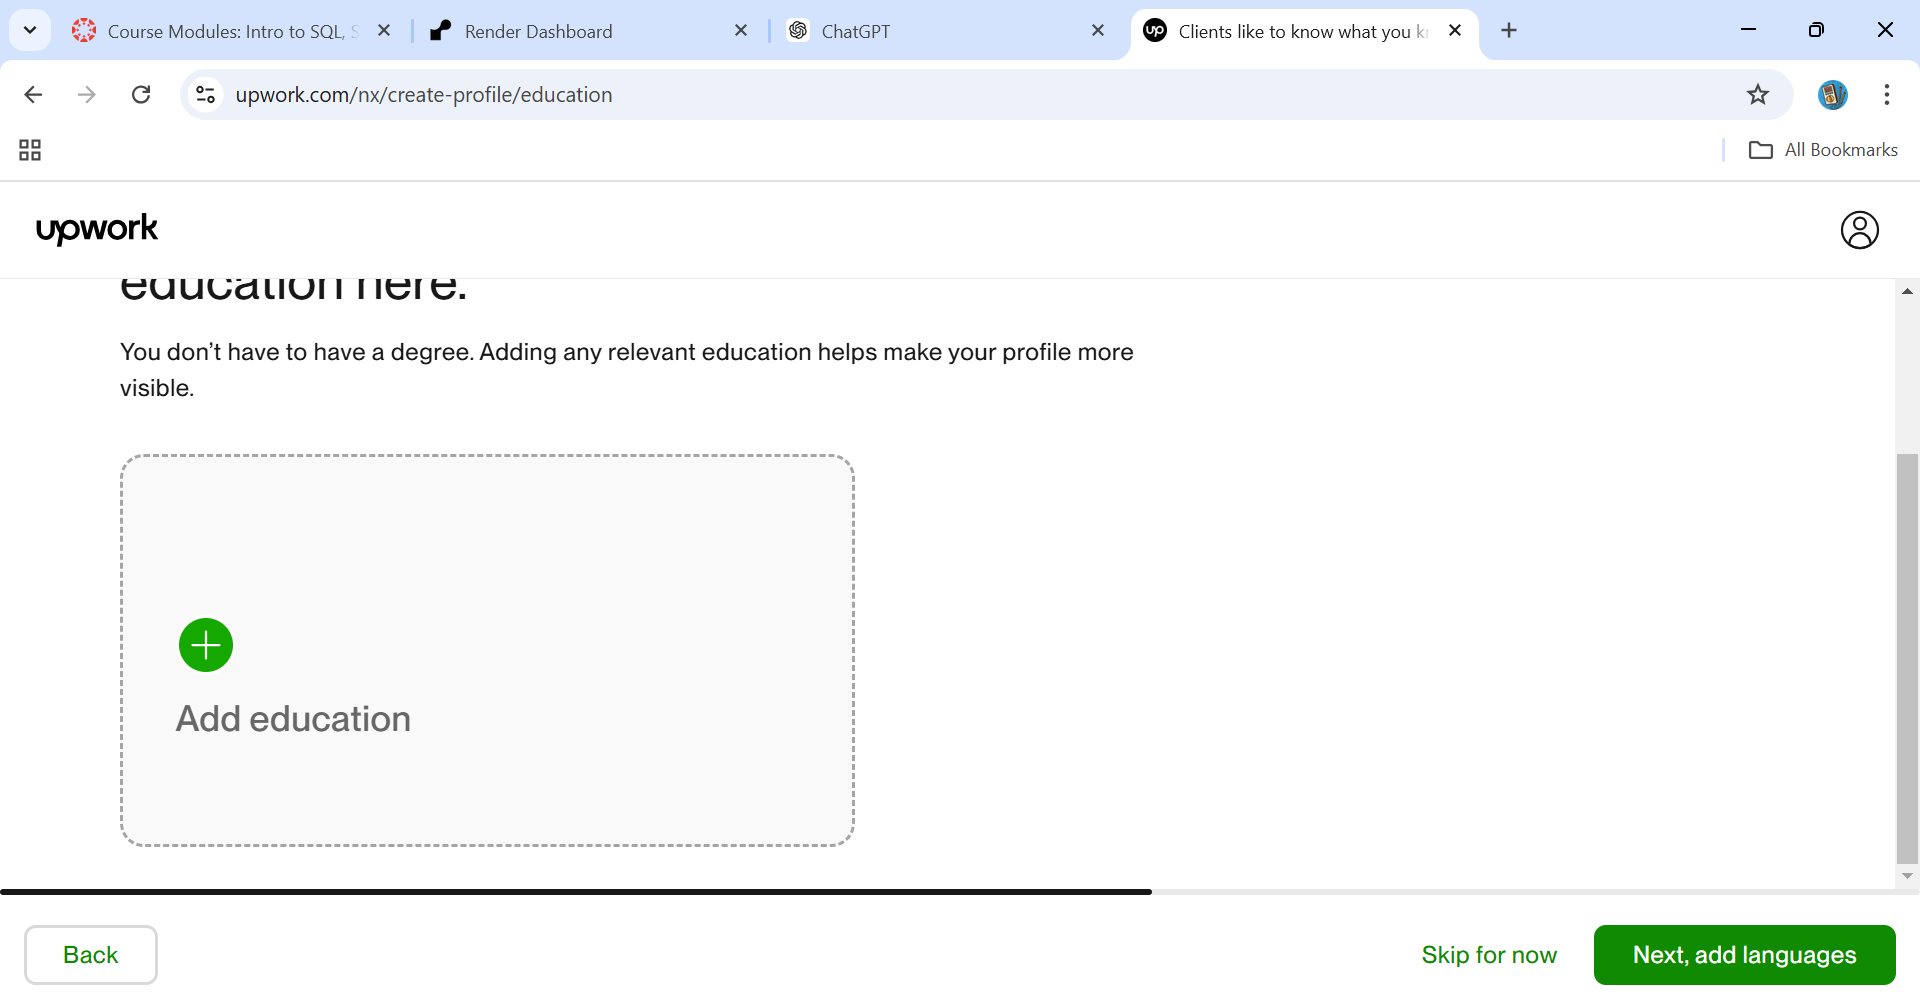 Course Modules: Intro to SQL, S
Render Dashboard
ChatGPT
up
Clients like to know what you k
upwork.com/nx/create-profile/education
All Bookmarks
upwork
education here.
You don’t have to have a degree. Adding any relevant education helps make your profile more
visible.
Add education
Back
Skip for now
Next, add languages